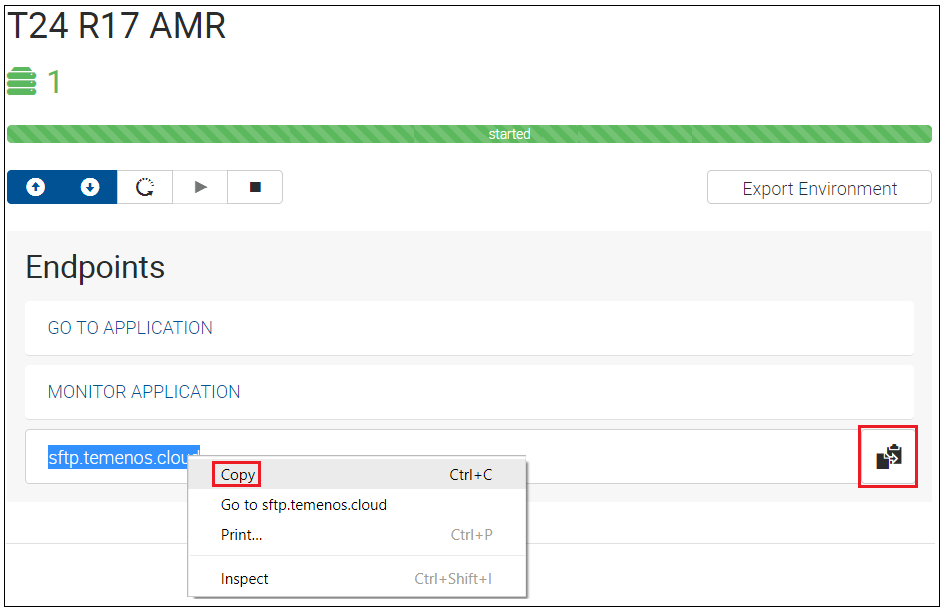 T24 R17 AMR
1
started
Export Environment
Endpoints
GO TO APPLICATION
MONITOR APPLICATION
sftp.temenos.cloud
Copy Ctrl+C
Go to sftp.temenos.cloud
Print... Ctrl+P
Inspect Ctrl+Shift+I